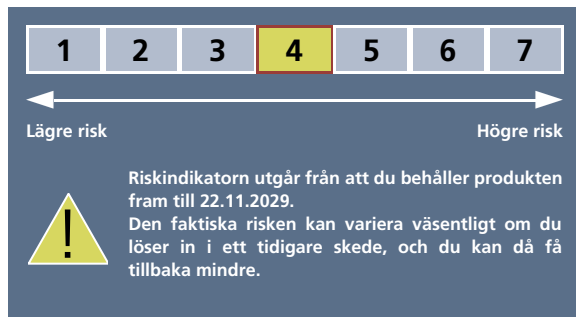 1 2 3 4 5 6 7
Lägre risk Högre risk
Riskindikatorn utgår från att du behåller produkten
fram till 22.11.2029.
Den faktiska risken kan variera väsentligt om du
löser in i ett tidigare skede, och du kan då få
tillbaka mindre.
!